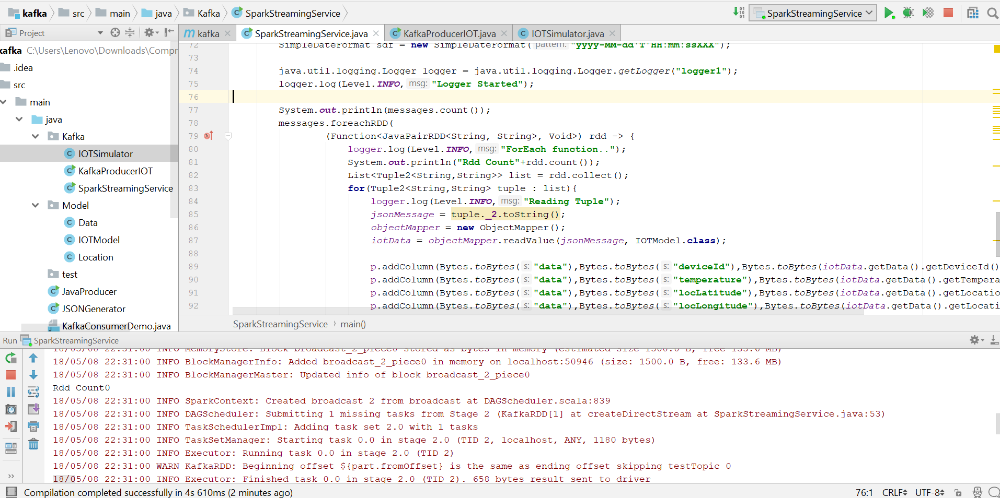 kafka src main java Kafka SparkStreamingService SparkStreamingService
Project
kafka SparkStreamingService.java KafkaProducerIOT.java IOTSimulator.java
kafka C:\Users\Lenovo\Downloads\Compr
.idea
src
main
java
Kafka
IOTSimulator
KafkaProducerIOT
SparkStreamingService
Model
Data
IOTModel
Location
test
JavaProducer
JSONGenerator
KafkaConsumerDemo.java
72 SimpleDateFormat sdf = new SimpleDateFormat( pattern: "yyyy-MM-dd'T'HH:mm:ssXXX");
73
74 java.util.logging.Logger logger = java.util.logging.Logger.getLogger("logger1");
75 logger.log(Level.INFO, msg: "Logger Started");
76
77 System.out.println(messages.count());
78 messages.foreachRDD(
79 (Function<JavaPairRDD<String, String>, Void>) rdd -> {
80 logger.log(Level.INFO, msg: "ForEach function..");
81 System.out.println("Rdd Count"+rdd.count());
82 List<Tuple2<String,String>> list = rdd.collect();
83 for(Tuple2<String,String> tuple : list){
84 logger.log(Level.INFO, msg: "Reading Tuple");
85 jsonMessage = tuple._2.toString();
86 objectMapper = new ObjectMapper();
87 iotData = objectMapper.readValue(jsonMessage, IOTModel.class);
88
89 p.addColumn(Bytes.toBytes( s: "data"),Bytes.toBytes( s: "deviceId"),Bytes.toBytes(iotData.getData().getDeviceId()
90 p.addColumn(Bytes.toBytes( s: "data"),Bytes.toBytes( s: "temperature"),Bytes.toBytes(iotData.getData().getTempera
91 p.addColumn(Bytes.toBytes( s: "data"),Bytes.toBytes( s: "locLatitude"),Bytes.toBytes(iotData.getData().getLocatio
92 p.addColumn(Bytes.toBytes( s: "data"),Bytes.toBytes( s: "locLongitude"),Bytes.toBytes(iotData.getData().getLocati
SparkStreamingService › main()
Run SparkStreamingService
18/05/08 22:31:00 INFO MemoryStore: Block broadcast_2_piece0 stored as bytes in memory (estimated size 1500.0 B, free 133.6 MB)
18/05/08 22:31:00 INFO BlockManagerInfo: Added broadcast_2_piece0 in memory on localhost:50946 (size: 1500.0 B, free: 133.6 MB)
18/05/08 22:31:00 INFO BlockManagerMaster: Updated info of block broadcast_2_piece0
Rdd Count0
18/05/08 22:31:00 INFO SparkContext: Created broadcast 2 from broadcast at DAGScheduler.scala:839
18/05/08 22:31:00 INFO DAGScheduler: Submitting 1 missing tasks from Stage 2 (KafkaRDD[1] at createDirectStream at SparkStreamingService.java:53)
18/05/08 22:31:00 INFO TaskSchedulerImpl: Adding task set 2.0 with 1 tasks
18/05/08 22:31:00 INFO TaskSetManager: Starting task 0.0 in stage 2.0 (TID 2, localhost, ANY, 1180 bytes)
18/05/08 22:31:00 INFO Executor: Running task 0.0 in stage 2.0 (TID 2)
18/05/08 22:31:00 WARN KafkaRDD: Beginning offset ${part.fromOffset} is the same as ending offset skipping testTopic 0
18/05/08 22:31:00 INFO Executor: Finished task 0.0 in stage 2.0 (TID 2). 658 bytes result sent to driver
Compilation completed successfully in 4s 610ms (2 minutes ago) 76:1 CRLF UTF-8